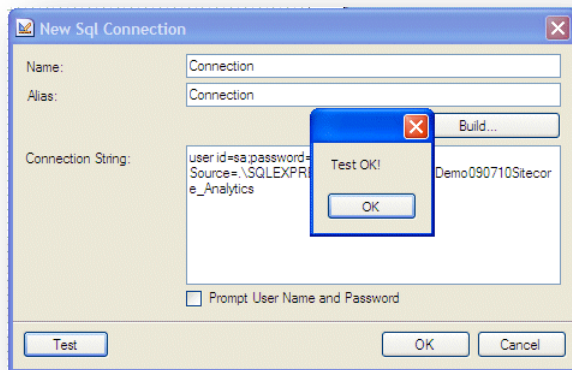 New Sql Connection
Name:
Connection
Alias:
Connection
Build...
Connection String:
user id=sa;password=
Source=.\SQLEXPRE
Demo090710Sitecor
e_Analytics
Test OK!
OK
Prompt User Name and Password
Test
OK
Cancel